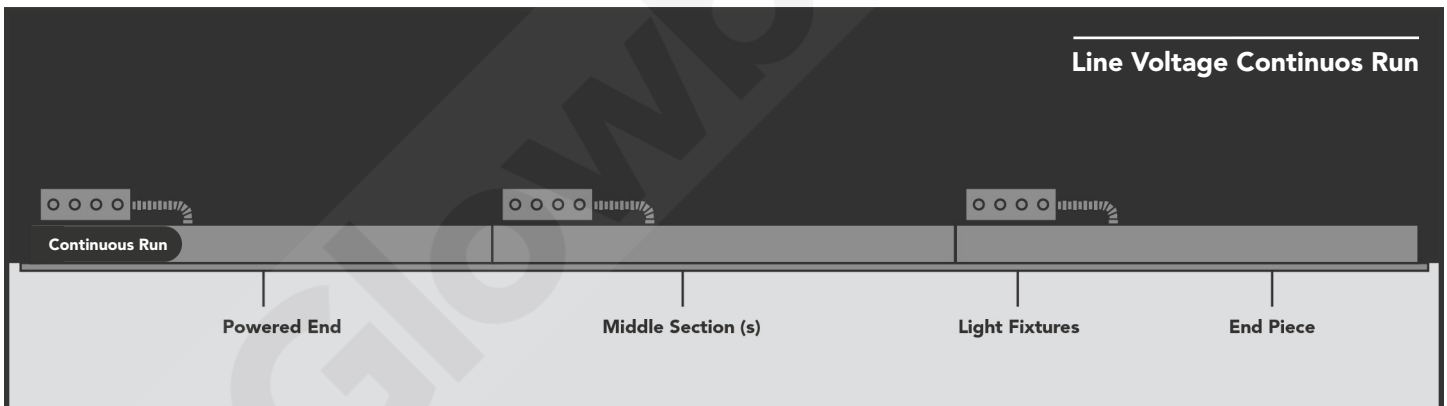 Line Voltage Continuos Run
Continuous Run
Powered End
Middle Section (s)
Light Fixtures
End Piece